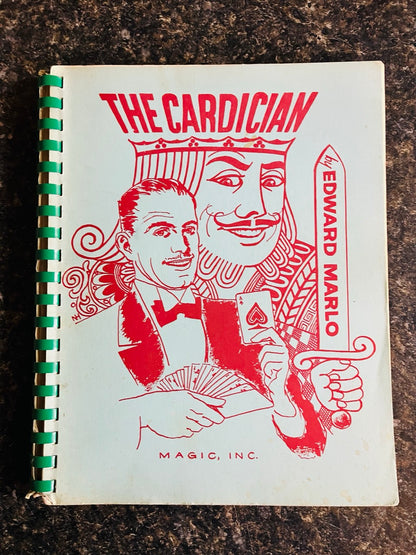 THE CARDICIAN
by EDWARD MARLO
A
MAGIC, INC.